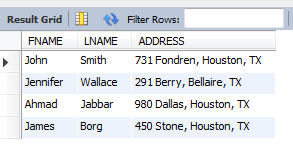 Result Grid Filter Rows:
FNAME LNAME ADDRESS
John Smith 731 Fondren, Houston, TX
Jennifer Wallace 291 Berry, Bellaire, TX
Ahmad Jabbar 980 Dallas, Houston, TX
James Borg 450 Stone, Houston, TX